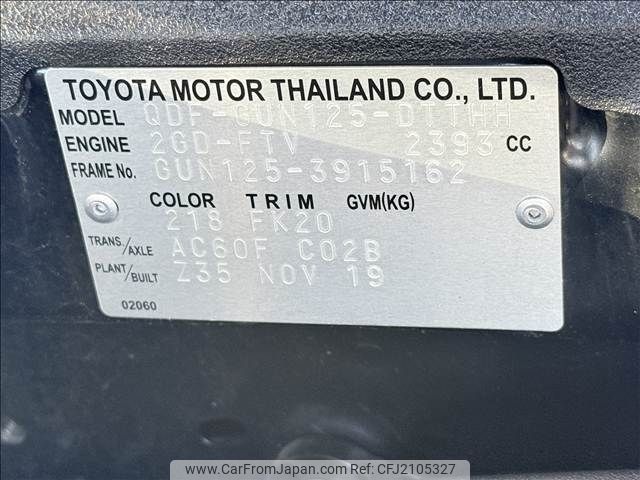 TOYOTA MOTOR THAILAND CO., LTD.
MODEL QDF-GUN125-DTTHH
ENGINE 2GD-FTV 2393 CC
FRAME No. GUN125-3915162
COLOR TRIM GVM(KG)
218 FK20
TRANS./AXLE AC60F C02B
PLANT/BUILT Z35 NOV 19
02060
www.CarFromJapan.com | Stock ID: CFJ2105327